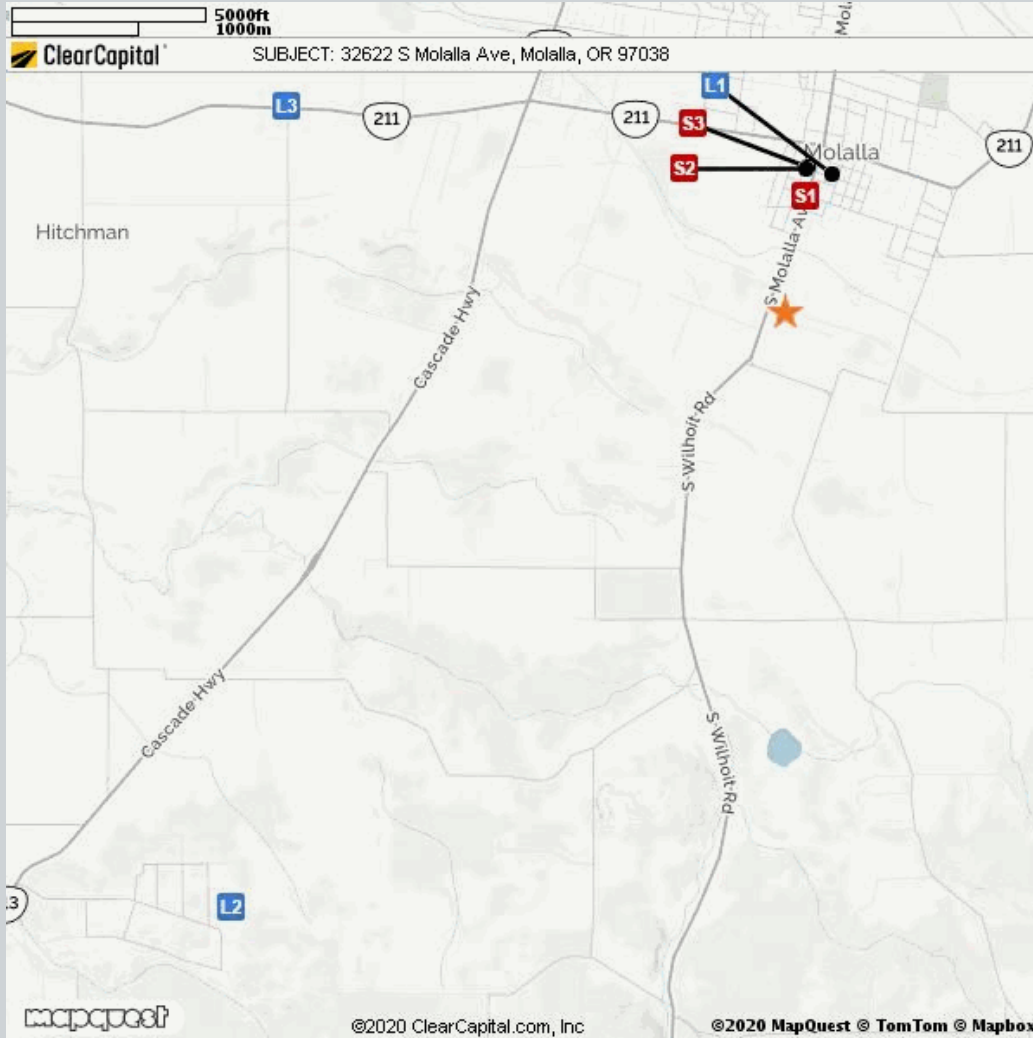 5000ft
1000m
Mol.
ClearCapital
SUBJECT: 32622 S Molalla Ave, Molalla, OR 97038
L1
L3
211
211
S3
Molalla
211
S2
S1
Hitchman
S Molalla Av
Cascade Hwy
S Wilhoit Rd
S Wilhoit Rd
Cascade Hwy
L2
mapquest
©2020 ClearCapital.com, Inc
©2020 MapQuest © TomTom © Mapbox